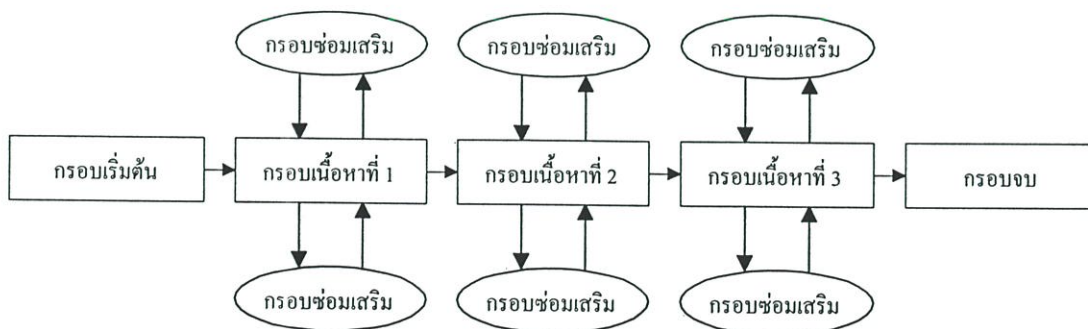 กรอบซ่อมเสริม กรอบซ่อมเสริม กรอบซ่อมเสริม
กรอบเริ่มต้น กรอบเนื้อหาที่ 1 กรอบเนื้อหาที่ 2 กรอบเนื้อหาที่ 3 กรอบจบ
กรอบซ่อมเสริม กรอบซ่อมเสริม กรอบซ่อมเสริม